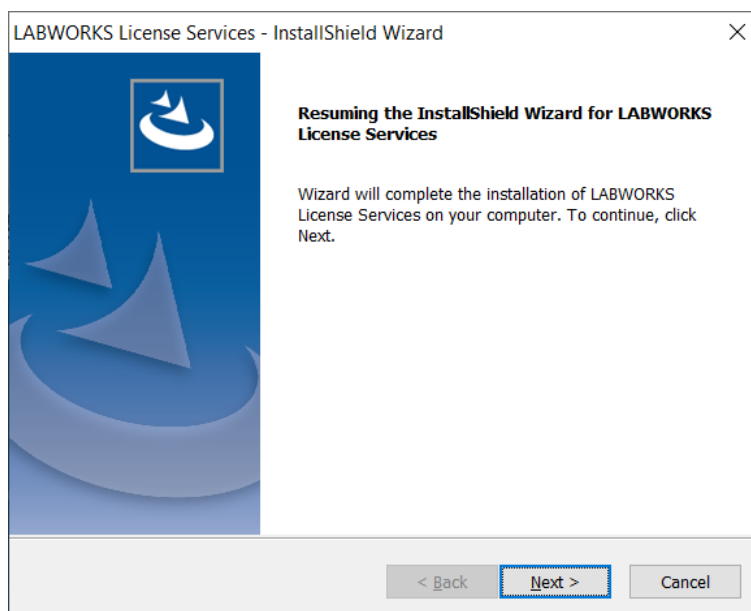 LABWORKS License Services - InstallShield Wizard
Resuming the InstallShield Wizard for LABWORKS
License Services
Wizard will complete the installation of LABWORKS
License Services on your computer. To continue, click
Next.
< Back
Next >
Cancel